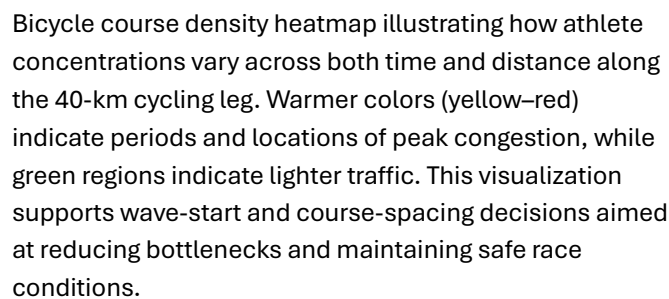 Bicycle course density heatmap illustrating how athlete
concentrations vary across both time and distance along
the 40-km cycling leg. Warmer colors (yellow–red)
indicate periods and locations of peak congestion, while
green regions indicate lighter traffic. This visualization
supports wave-start and course-spacing decisions aimed
at reducing bottlenecks and maintaining safe race
conditions.